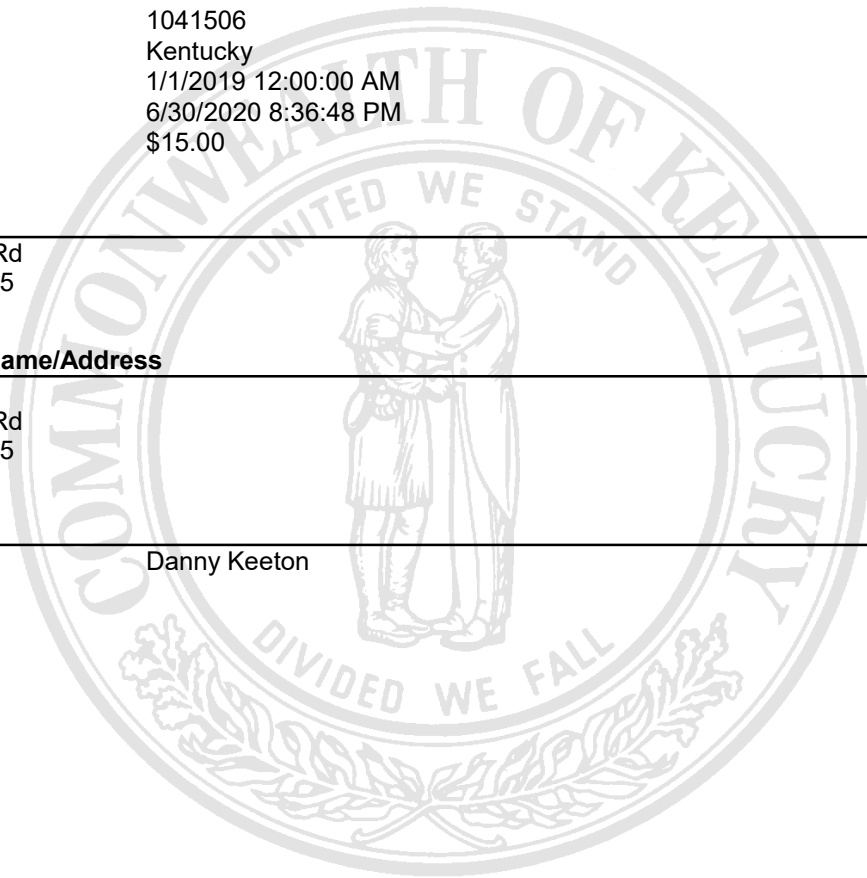 1041506
Kentucky
1/1/2019 12:00:00 AM
6/30/2020 8:36:48 PM
$15.00
Rd
5
ame/Address
Rd
5
Danny Keeton
COMMONWEALTH OF KENTUCKY
UNITED WE STAND
DIVIDED WE FALL